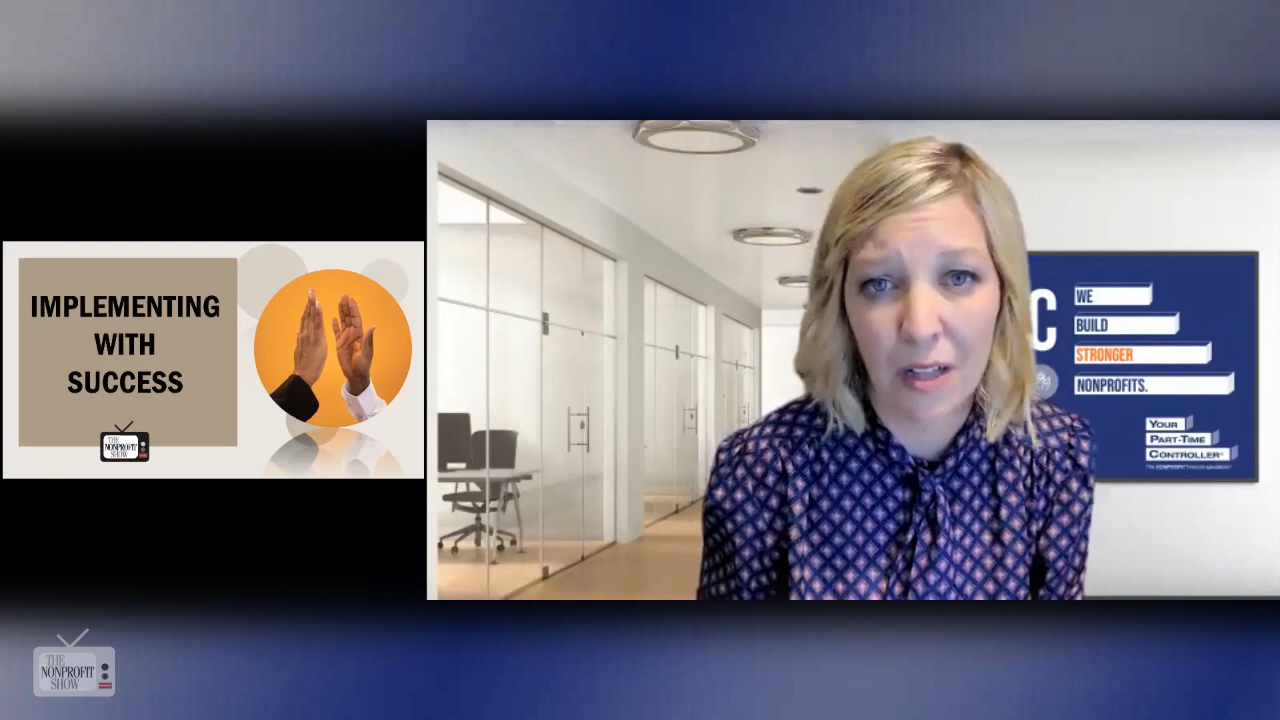 IMPLEMENTING
WITH
SUCCESS
THE
NONPROFIT
SHOW
C
WE
BUILD
STRONGER
NONPROFITS.
YOUR
PART-TIME
CONTROLLER
THE
NONPROFIT
SHOW